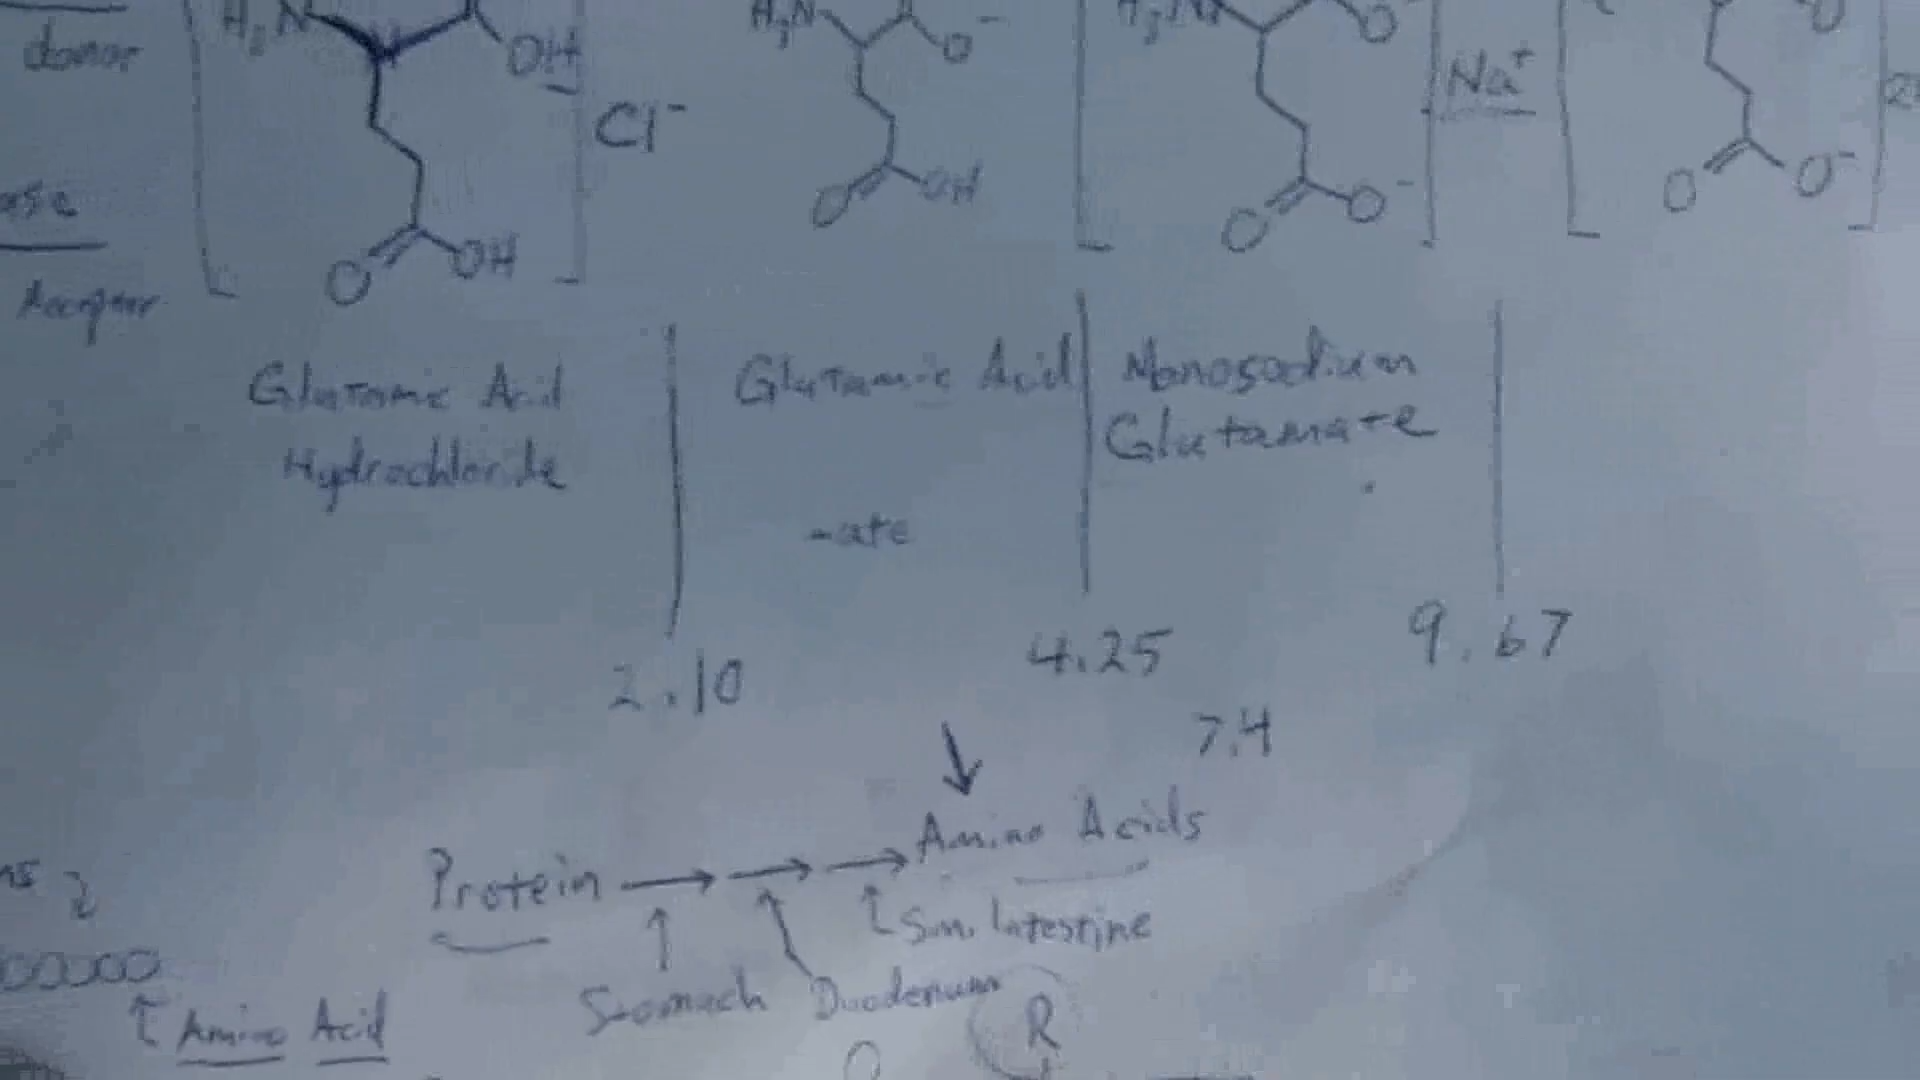 donor
H3N
OH
Cl-
H3N
O-
H3N
O
Na+
O
2
O
OH
O
OH
O
O-
O
O-
Acceptor
Glutamic Acid
Hydrochloride
Glutamic Acid
-ate
Monosodium
Glutamate
2.10
4.25
9.67
7.4
Protein → → → Amino Acids
↑ Stomach
Duodenum
↑ Sm. Intestine
↑ Amino Acid
R
O